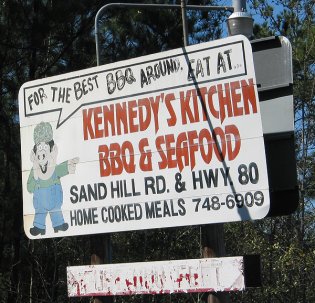 FOR THE BEST BBQ AROUND, EAT AT...
KENNEDY'S KITCHEN
BBQ & SEAFOOD
SAND HILL RD. & HWY 80
HOME COOKED MEALS 748-6909